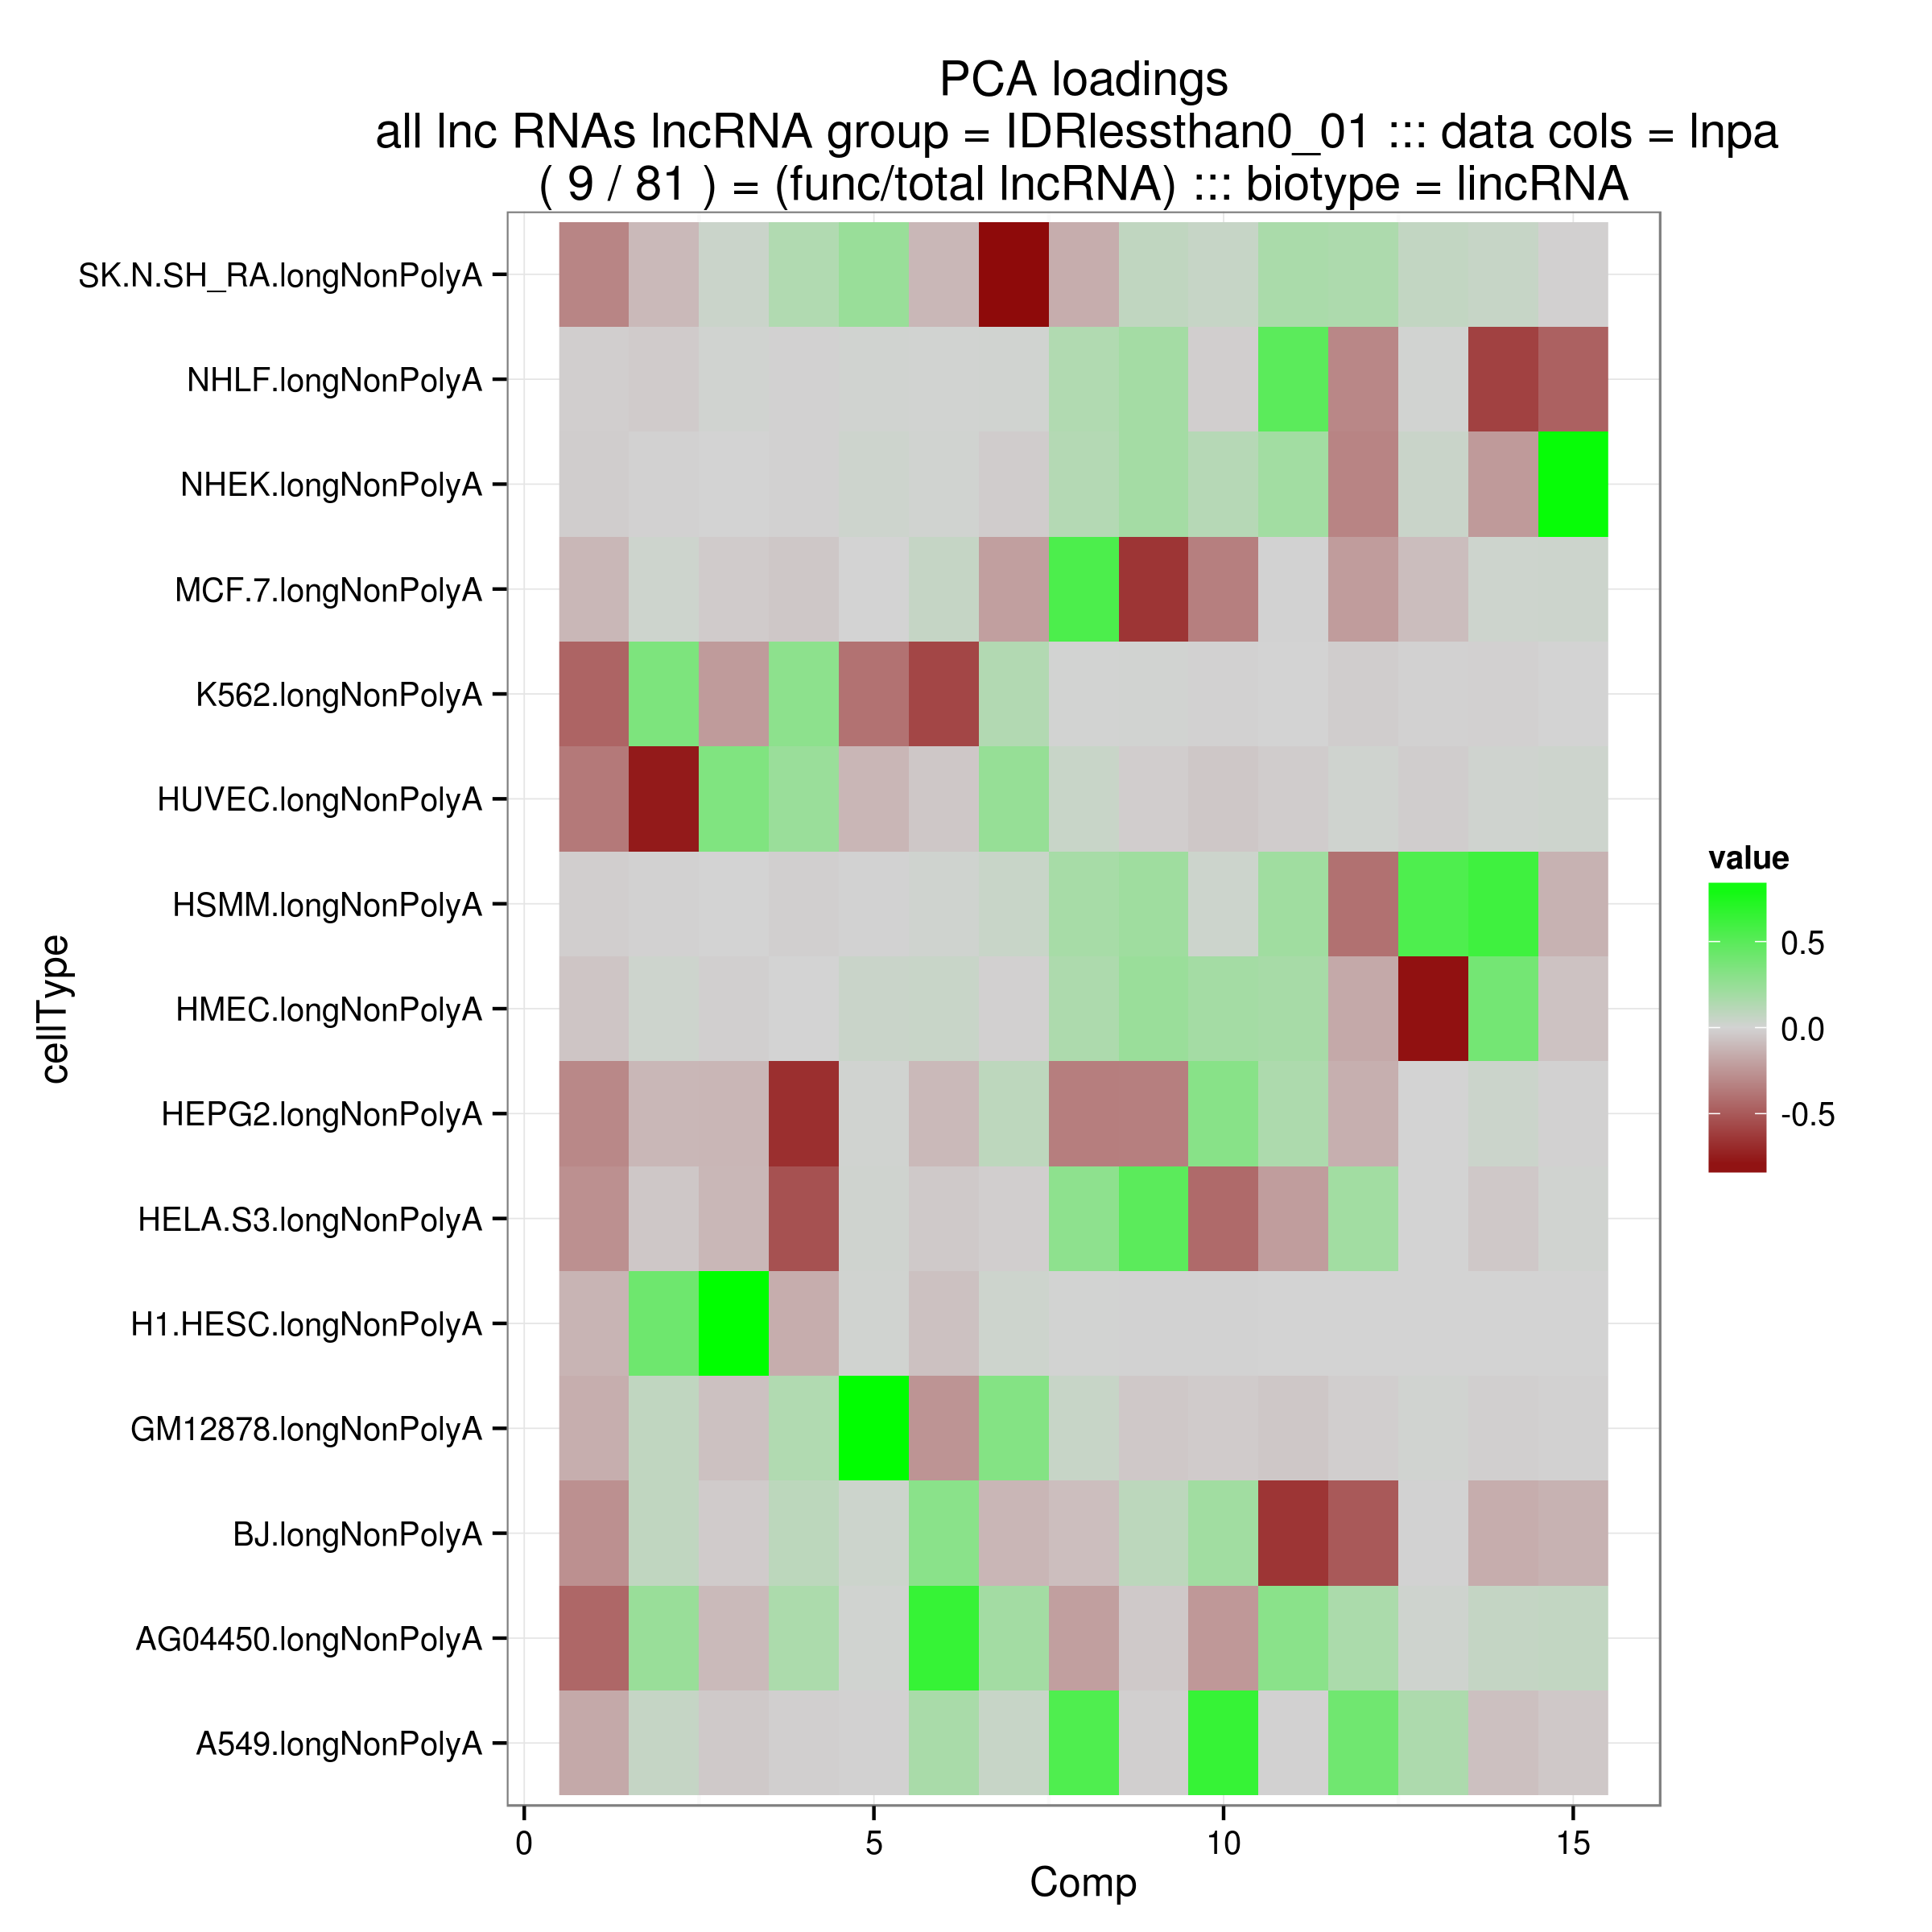 PCA loadings
all lnc RNAs lncRNA group = IDRlessthan0_01 ::: data cols = lnpa
( 9 / 81 ) = (func/total lncRNA) ::: biotype = lincRNA
SK.N.SH_RA.longNonPolyA
NHLF.longNonPolyA
NHEK.longNonPolyA
MCF.7.longNonPolyA
K562.longNonPolyA
HUVEC.longNonPolyA
HSMM.longNonPolyA
HMEC.longNonPolyA
HEPG2.longNonPolyA
HELA.S3.longNonPolyA
H1.HESC.longNonPolyA
GM12878.longNonPolyA
BJ.longNonPolyA
AG04450.longNonPolyA
A549.longNonPolyA
cellType
0 5 10 15
Comp
value
0.5
0.0
-0.5